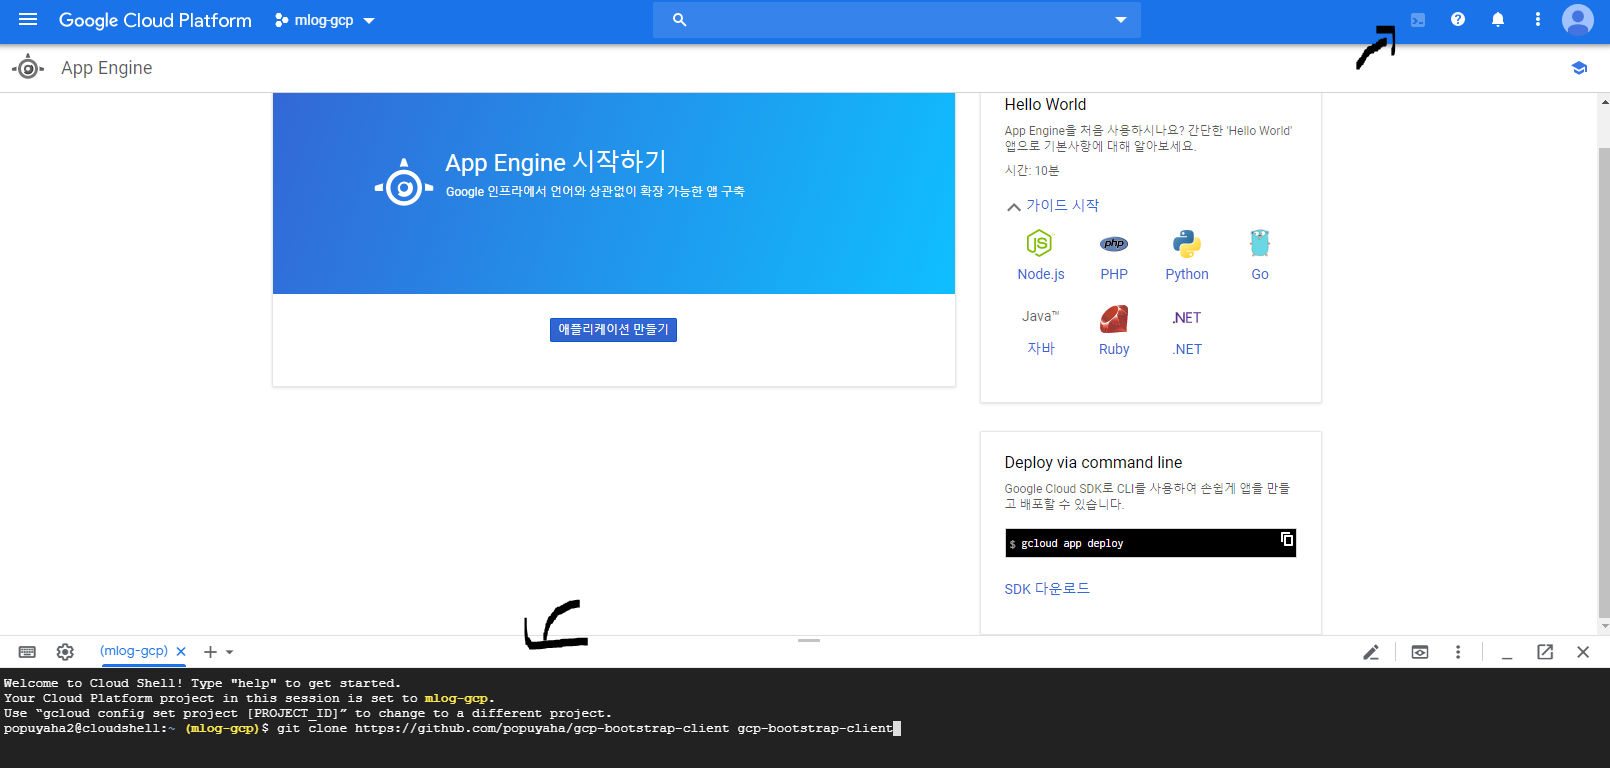 Google Cloud Platform
mlog-gcp
App Engine
App Engine 시작하기
Google 인프라에서 언어와 상관없이 확장 가능한 앱 구축
애플리케이션 만들기
Hello World
App Engine을 처음 사용하시나요? 간단한 'Hello World'
앱으로 기본사항에 대해 알아보세요.
시간: 10분
가이드 시작
JS
php
Node.js
PHP
Python
Go
Java™
.NET
자바
Ruby
.NET
Deploy via command line
Google Cloud SDK로 CLI를 사용하여 손쉽게 앱을 만들
고 배포할 수 있습니다.
$ gcloud app deploy
SDK 다운로드
(mlog-gcp)
Welcome to Cloud Shell! Type "help" to get started.
Your Cloud Platform project in this session is set to mlog-gcp.
Use “gcloud config set project [PROJECT_ID]” to change to a different project.
popuyaha2@cloudshell:~ (mlog-gcp)$ git clone https://github.com/popuyaha/gcp-bootstrap-client gcp-bootstrap-client